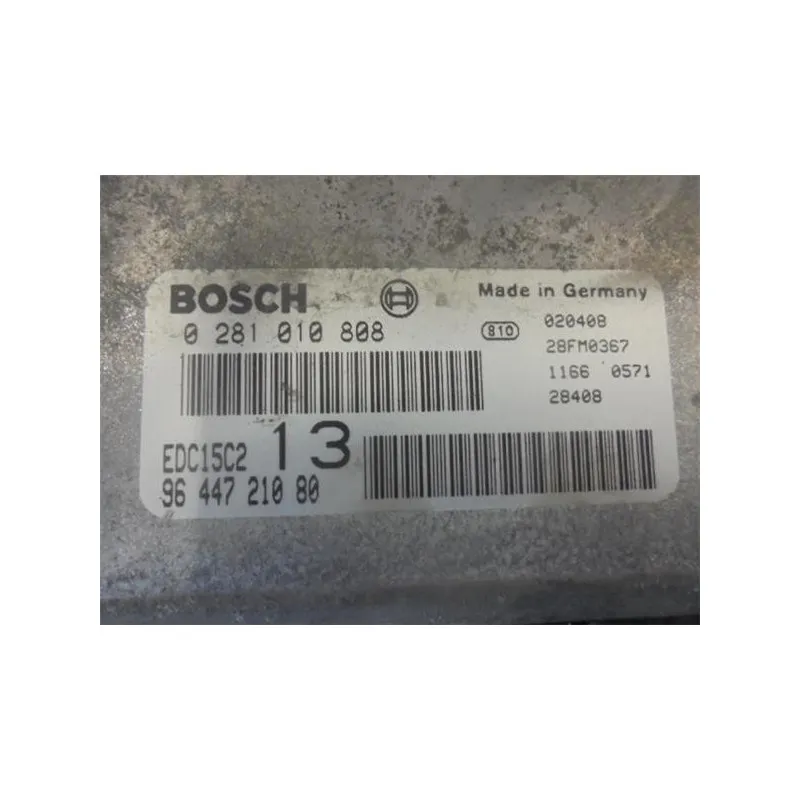 BOSCH
Made in Germany
0 281 010 808
810
020408
28FM0367
1166 0571
28408
EDC15C2 13
96 447 210 80